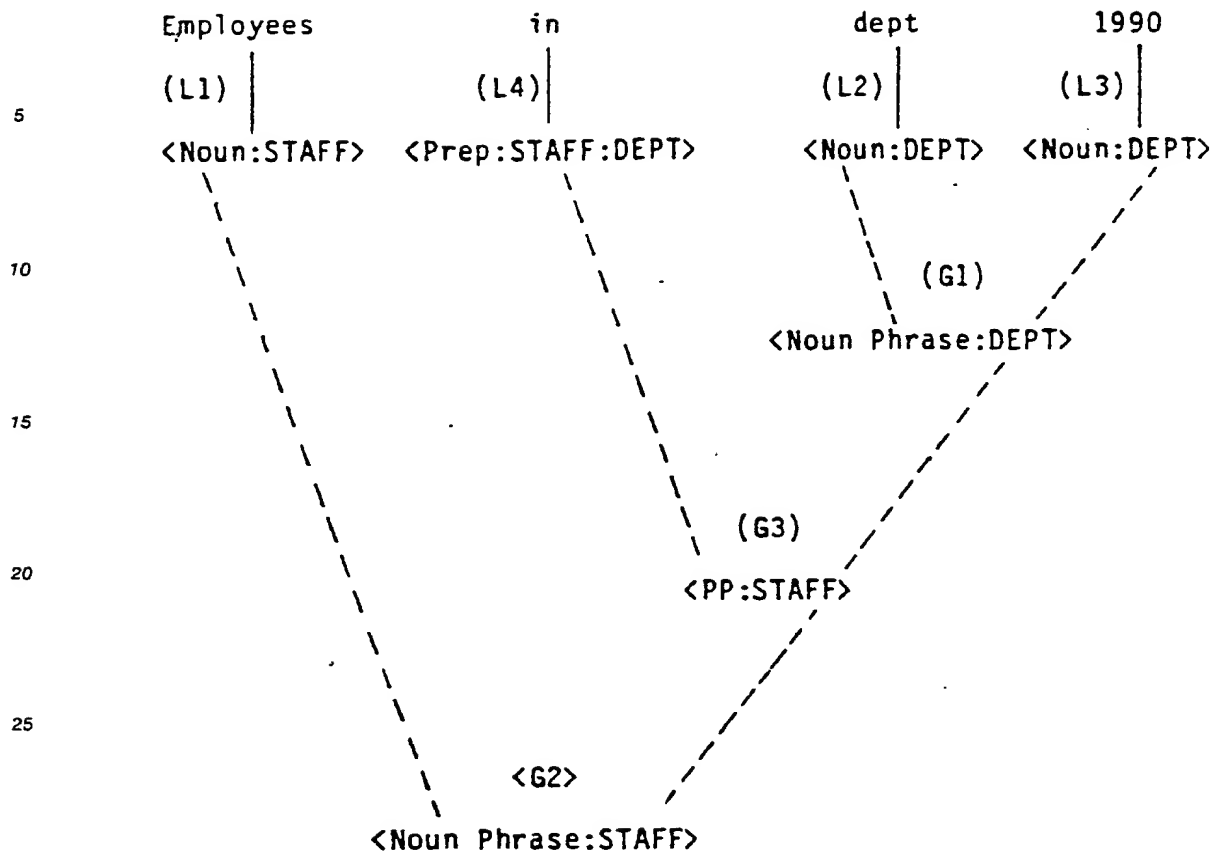 Employees in dept 1990
(L1) (L4) (L2) (L3)
5
<Noun:STAFF> <Prep:STAFF:DEPT> <Noun:DEPT> <Noun:DEPT>
10
(G1)
<Noun Phrase:DEPT>
15
(G3)
20
<PP:STAFF>
25
<G2>
<Noun Phrase:STAFF>